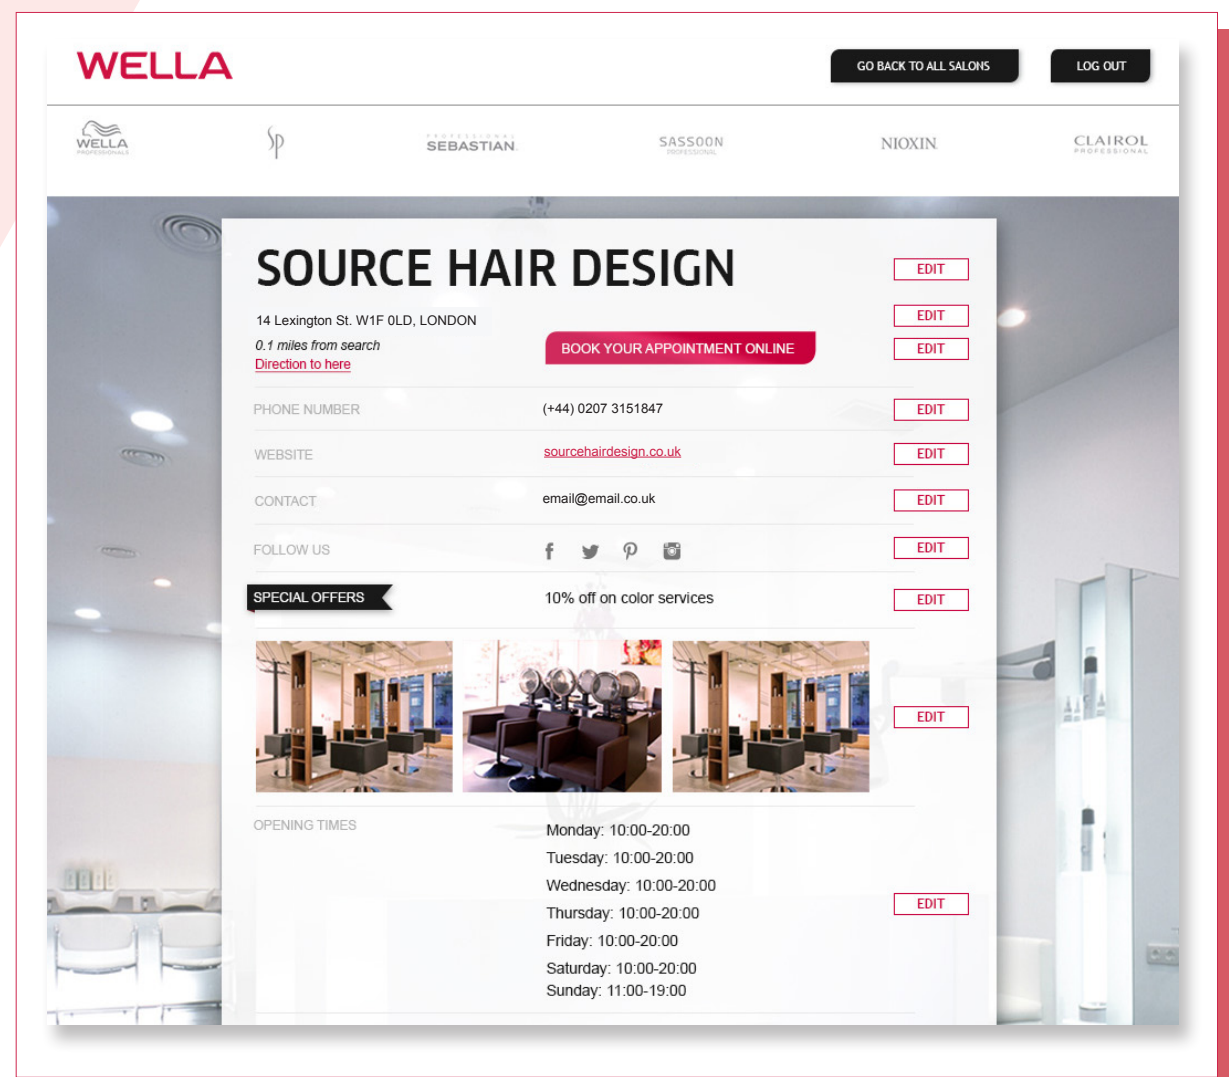 WELLA
GO BACK TO ALL SALONS
LOG OUT
WELLA
PROFESSIONALS
SP
PROFESSIONAL
SEBASTIAN.
SASSOON
PROFESSIONAL
NIOXIN
CLAIROL
PROFESSIONAL
SOURCE HAIR DESIGN
EDIT
14 Lexington St. W1F 0LD, LONDON
EDIT
0.1 miles from search
BOOK YOUR APPOINTMENT ONLINE
EDIT
Direction to here
PHONE NUMBER
(+44) 0207 3151847
EDIT
WEBSITE
sourcehairdesign.co.uk
EDIT
CONTACT
email@email.co.uk
EDIT
FOLLOW US
EDIT
SPECIAL OFFERS
10% off on color services
EDIT
EDIT
OPENING TIMES
Monday: 10:00-20:00
Tuesday: 10:00-20:00
Wednesday: 10:00-20:00
Thursday: 10:00-20:00
EDIT
Friday: 10:00-20:00
Saturday: 10:00-20:00
Sunday: 11:00-19:00